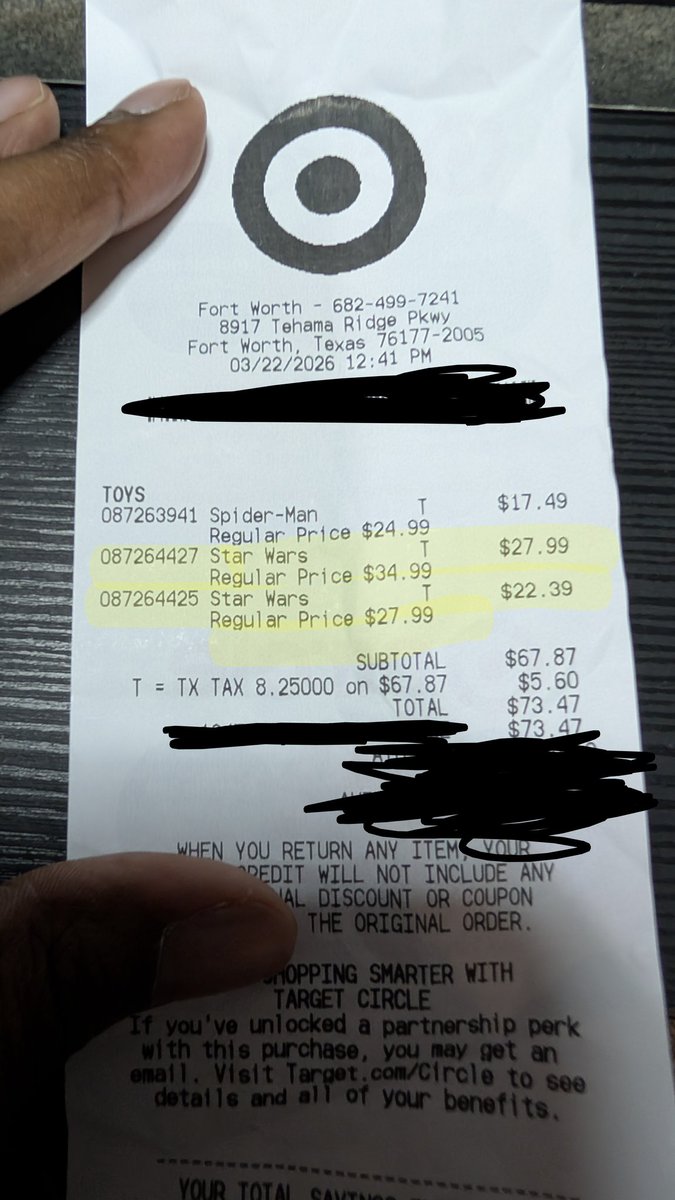 Fort Worth - 682-499-7241
8917 Tehama Ridge Pkwy
Fort Worth, Texas 76177-2005
03/22/2026 12:41 PM
TOYS
087263941 Spider-Man T $17.49
Regular Price $24.99
087264427 Star Wars T $27.99
Regular Price $34.99
087264425 Star Wars T $22.39
Regular Price $27.99
SUBTOTAL $67.87
T = TX TAX 8.25000 on $67.87 $5.60
TOTAL $73.47
$73.47
WHEN YOU RETURN ANY ITEM, YOUR
CREDIT WILL NOT INCLUDE ANY
DISCOUNT OR COUPON
THE ORIGINAL ORDER.
SHOPPING SMARTER WITH
TARGET CIRCLE
If you've unlocked a partnership perk
with this purchase, you may get an
email. Visit Target.com/Circle to see
details and all of your benefits.
YOUR TOTAL SAVINGS